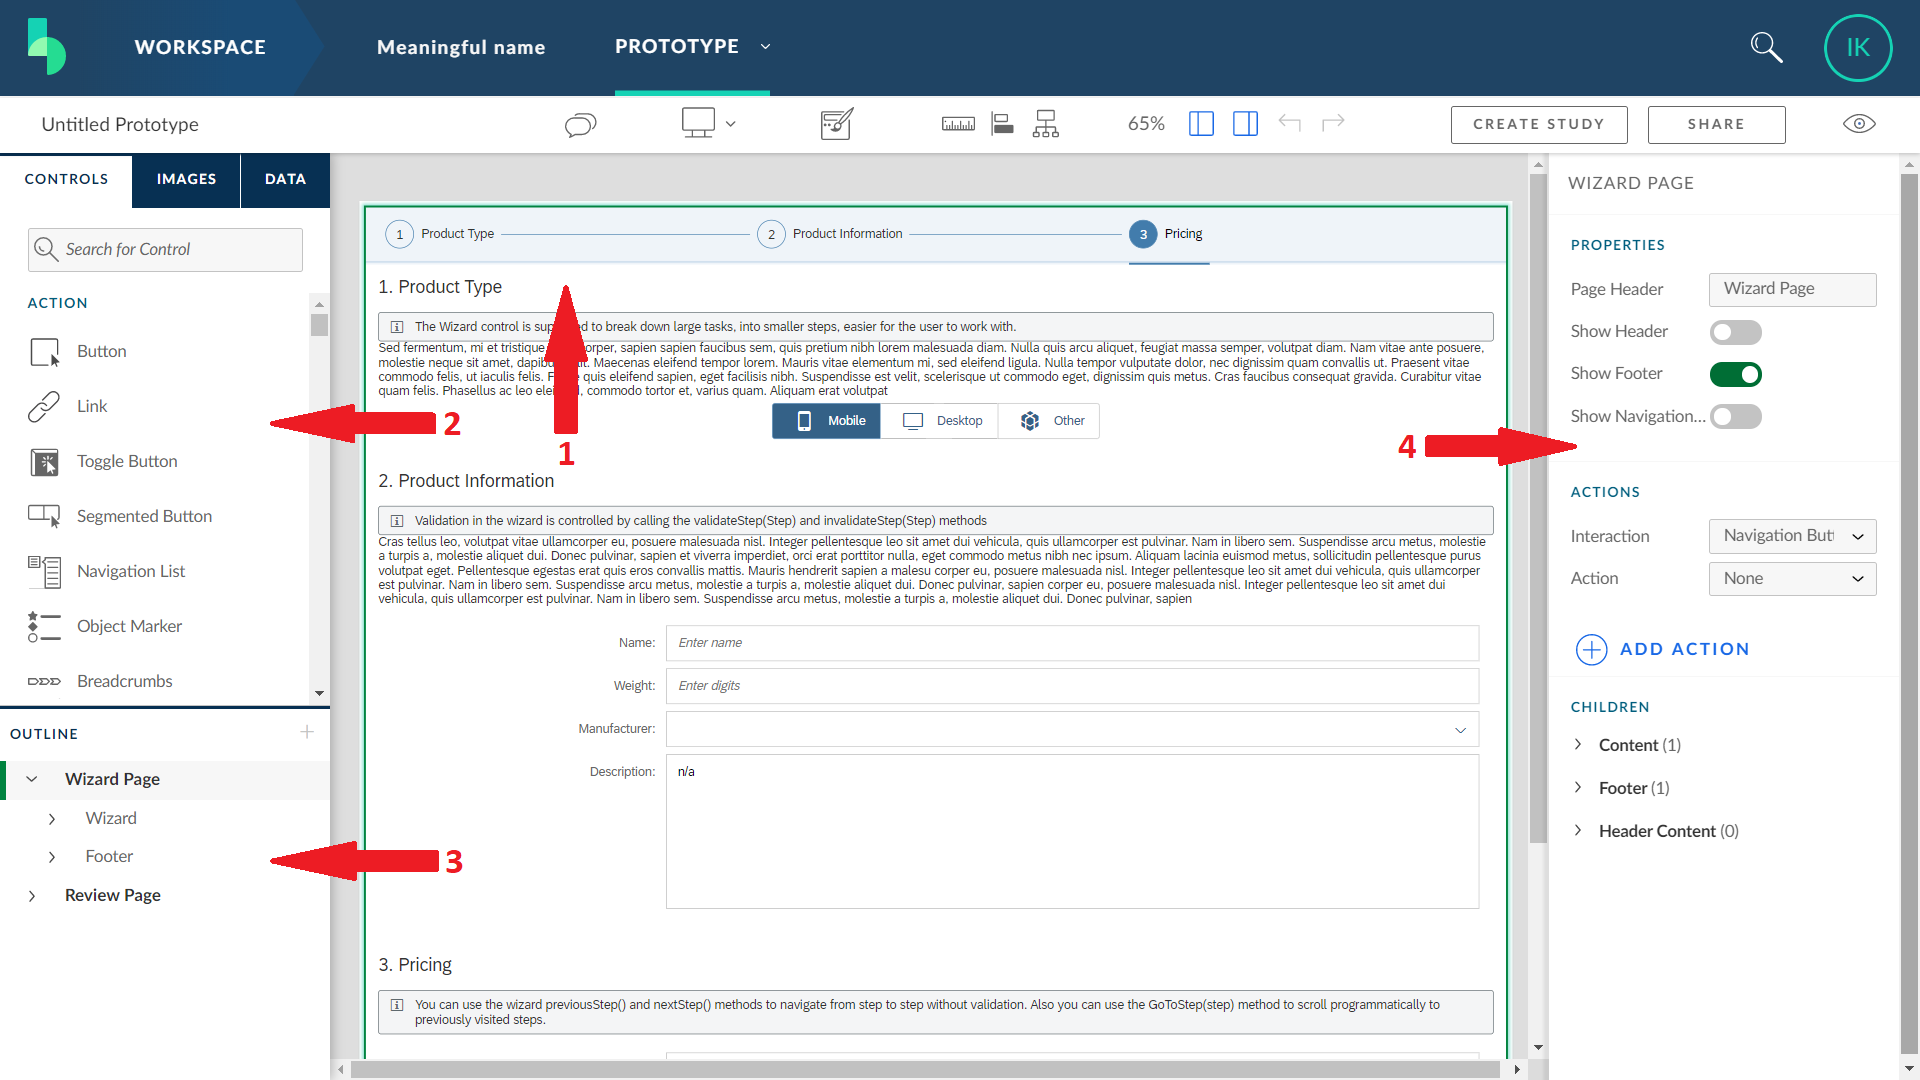 WORKSPACE
Meaningful name
PROTOTYPE
IK
Untitled Prototype
65%
CREATE STUDY
SHARE
CONTROLS
IMAGES
DATA
Search for Control
ACTION
Button
Link
Toggle Button
Segmented Button
Navigation List
Object Marker
Breadcrumbs
2
OUTLINE
Wizard Page
Wizard
Footer
Review Page
3
1 Product Type
2 Product Information
3 Pricing
1. Product Type
The Wizard control is sup ed to break down large tasks, into smaller steps, easier for the user to work with.
Sed fermentum, mi et tristique orper, sapien sapien faucibus sem, quis pretium nibh lorem malesuada diam. Nulla quis arcu aliquet, feugiat massa semper, volutpat diam. Nam vitae ante posuere,
molestie neque sit amet, dapib t. Maecenas eleifend tempor lorem. Mauris vitae elementum mi, sed eleifend ligula. Nulla tempor vulputate dolor, nec dignissim quam convallis ut. Praesent vitae
commodo felis, ut iaculis felis. F quis eleifend sapien, eget facilisis nibh. Suspendisse est velit, scelerisque ut commodo eget, dignissim quis metus. Cras faucibus consequat gravida. Curabitur vitae
quam felis. Phasellus ac leo elei , commodo tortor et, varius quam. Aliquam erat volutpat
Mobile
Desktop
Other
1
2. Product Information
Validation in the wizard is controlled by calling the validateStep(Step) and invalidateStep(Step) methods
Cras tellus leo, volutpat vitae ullamcorper eu, posuere malesuada nisl. Integer pellentesque leo sit amet dui vehicula, quis ullamcorper est pulvinar. Nam in libero sem. Suspendisse arcu metus, molestie
a turpis a, molestie aliquet dui. Donec pulvinar, sapien et viverra imperdiet, orci erat porttitor nulla, eget commodo metus nibh nec ipsum. Aliquam lacinia euismod metus, sollicitudin pellentesque purus
volutpat eget. Pellentesque egestas erat quis eros convallis mattis. Mauris hendrerit sapien a malesu corper eu, posuere malesuada nisl. Integer pellentesque leo sit amet dui vehicula, quis ullamcorper
est pulvinar. Nam in libero sem. Suspendisse arcu metus, molestie a turpis a, molestie aliquet dui. Donec pulvinar, sapien corper eu, posuere malesuada nisl. Integer pellentesque leo sit amet dui
vehicula, quis ullamcorper est pulvinar. Nam in libero sem. Suspendisse arcu metus, molestie a turpis a, molestie aliquet dui. Donec pulvinar, sapien
Name: Enter name
Weight: Enter digits
Manufacturer:
Description: n/a
3. Pricing
You can use the wizard previousStep() and nextStep() methods to navigate from step to step without validation. Also you can use the GoToStep(step) method to scroll programmatically to
previously visited steps.
4
WIZARD PAGE
PROPERTIES
Page Header Wizard Page
Show Header
Show Footer
Show Navigation...
ACTIONS
Interaction Navigation But
Action None
ADD ACTION
CHILDREN
Content (1)
Footer (1)
Header Content (0)